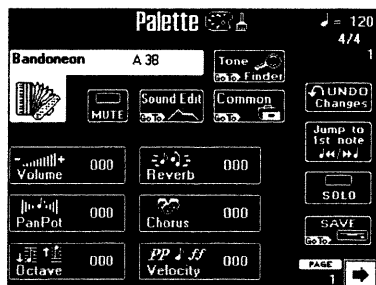 Palette
♩ = 120
4/4
Bandoneon A 38
1
Tone
Go To Finder
UNDO
Changes
MUTE
Sound Edit
Go To
Common
Go To
Jump to
1st note
- +
Volume 000
Reverb 000
SOLO
PanPot 000
Chorus 000
SAVE
Go To
Octave 000
PP ♩ ff
Velocity 000
PAGE
1